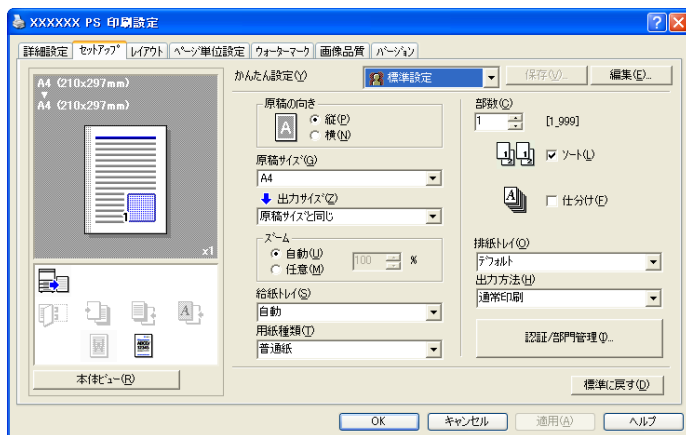 XXXXXX PS 印刷設定
詳細設定 セットアップ レイアウト ページ単位設定 ウォーターマーク 画像品質 バージョン
A4 (210x297mm)
A4 (210x297mm)
1
x1
本体ビュー(R)
かんたん設定(Y)
標準設定
保存(V)...
編集(E)...
原稿の向き
A
縦(P)
横(N)
原稿サイズ(G)
A4
出力サイズ(Z)
原稿サイズと同じ
ズーム
自動(U)
任意(M)
100 %
給紙トレイ(S)
自動
用紙種類(T)
普通紙
部数(C)
1 [1_999]
1 2 1 2
ソート(L)
A
仕分け(F)
排紙トレイ(O)
デフォルト
出力方法(H)
通常印刷
認証/部門管理(I)...
標準に戻す(D)
OK キャンセル 適用(A) ヘルプ